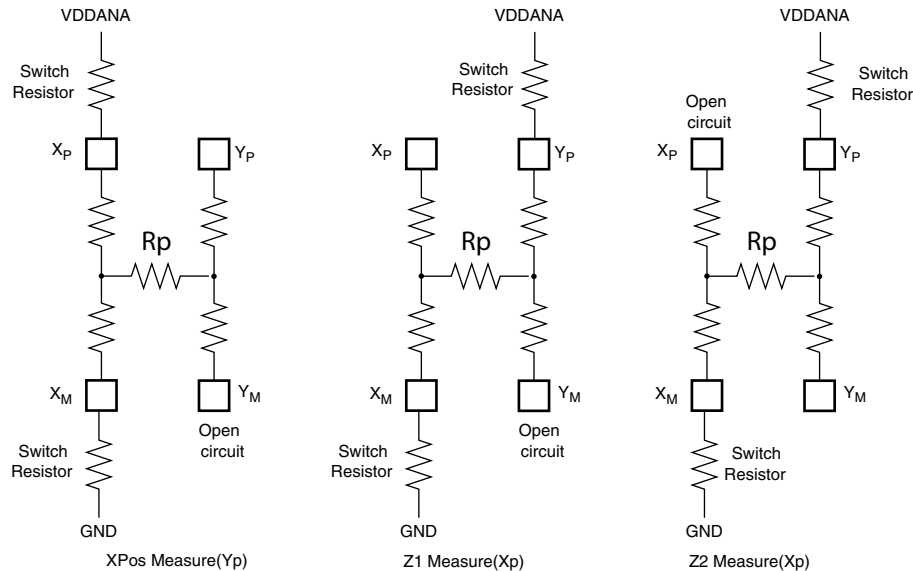 VDDANA
Switch
Resistor
XP
YP
Rp
XM
YM
Open
circuit
Switch
Resistor
GND
XPos Measure(Yp)
VDDANA
Switch
Resistor
XP
YP
Rp
XM
YM
Open
circuit
Switch
Resistor
GND
Z1 Measure(Xp)
VDDANA
Switch
Resistor
Open
circuit
XP
YP
Rp
XM
YM
Switch
Resistor
GND
Z2 Measure(Xp)